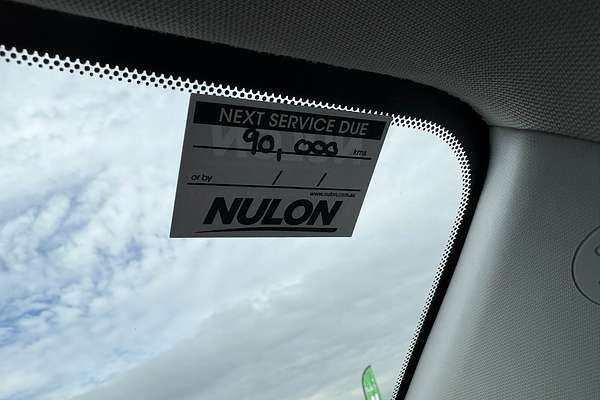 NEXT SERVICE DUE
90,000 kms
or by / /
www.nulon.com.au
NULON